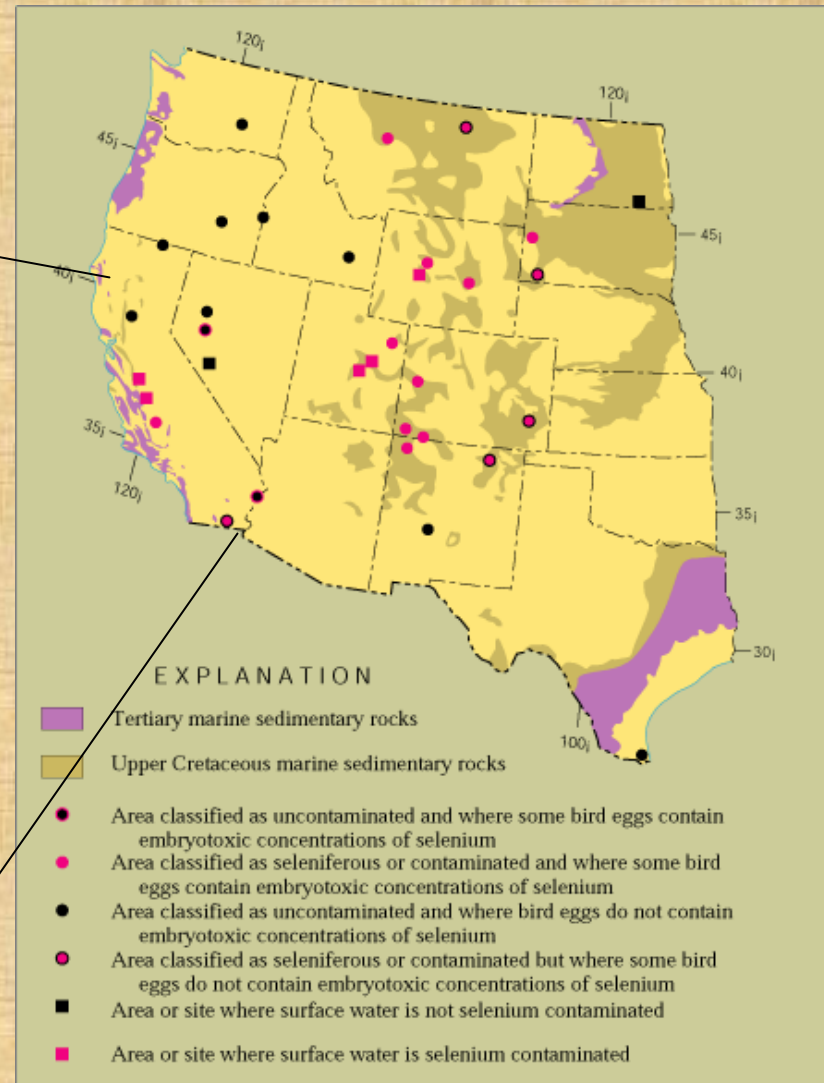 120¡
120¡
45¡
45¡
40¡
40¡
35¡
120¡
35¡
30¡
100¡
EXPLANATION
Tertiary marine sedimentary rocks
Upper Cretaceous marine sedimentary rocks
Area classified as uncontaminated and where some bird eggs contain
embryotoxic concentrations of selenium
Area classified as seleniferous or contaminated and where some bird
eggs contain embryotoxic concentrations of selenium
Area classified as uncontaminated and where bird eggs do not contain
embryotoxic concentrations of selenium
Area classified as seleniferous or contaminated but where some bird
eggs do not contain embryotoxic concentrations of selenium
Area or site where surface water is not selenium contaminated
Area or site where surface water is selenium contaminated